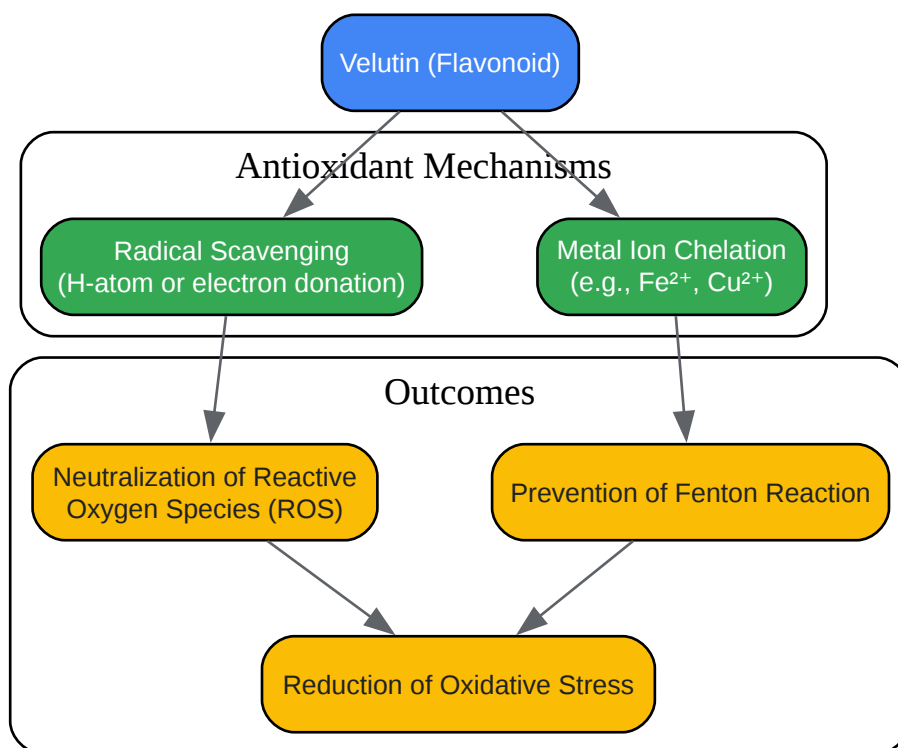 Velutin (Flavonoid)
Antioxidant Mechanisms
Radical Scavenging
(H-atom or electron donation)
Metal Ion Chelation
(e.g., Fe²⁺, Cu²⁺)
Outcomes
Neutralization of Reactive
Oxygen Species (ROS)
Prevention of Fenton Reaction
Reduction of Oxidative Stress